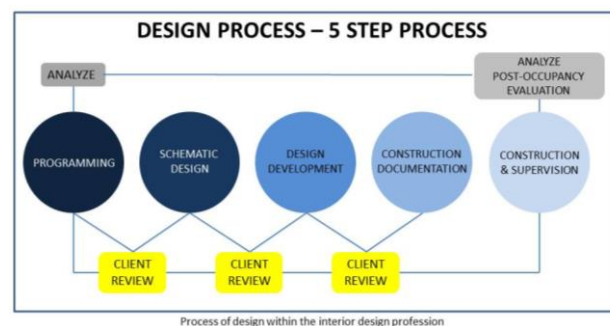 DESIGN PROCESS – 5 STEP PROCESS
ANALYZE
ANALYZE
POST-OCCUPANCY
EVALUATION
PROGRAMMING
SCHEMATIC
DESIGN
DESIGN
DEVELOPMENT
CONSTRUCTION
DOCUMENTATION
CONSTRUCTION
& SUPERVISION
CLIENT
REVIEW
CLIENT
REVIEW
CLIENT
REVIEW
Process of design within the interior design profession